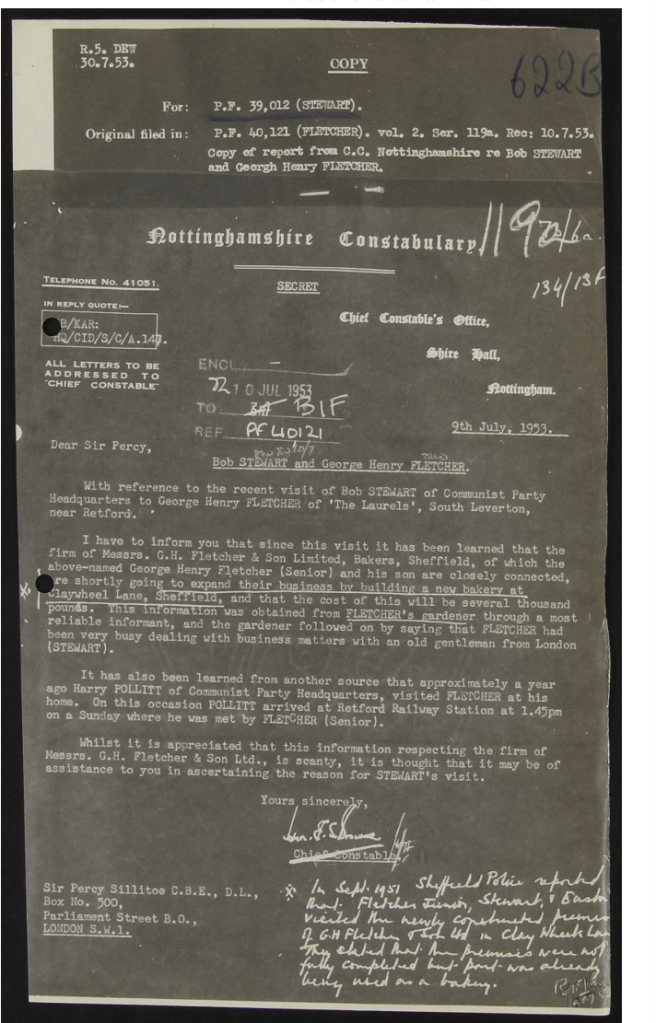 R.5. DEW
30.7.53.
COPY
622B
For: P.F. 39,012 (STEWART).
Original filed in: P.F. 40,121 (FLETCHER). vol. 2. Ser. 119a. Rec: 10.7.53.
Copy of report from C.C. Nottinghamshire re Bob STEWART
and Georgh Henry FLETCHER.
Nottinghamshire Constabulary
119
134/13F
TELEPHONE NO. 41051.
SECRET
IN REPLY QUOTE:—
B/KAR:
HQ/CID/S/C/A.147.
Chief Constable's Office,
Shire Hall,
Nottingham.
ALL LETTERS TO BE
ADDRESSED TO
"CHIEF CONSTABLE"
ENCL
10 JUL 1953
TO B1F
REF PF40121
9th July, 1953.
Dear Sir Percy,
Bob STEWART and George Henry FLETCHER.
With reference to the recent visit of Bob STEWART of Communist Party
Headquarters to George Henry FLETCHER of 'The Laurels', South Leverton,
near Retford.
I have to inform you that since this visit it has been learned that the
firm of Messrs. G.H. Fletcher & Son Limited, Bakers, Sheffield, of which the
above-named George Henry Fletcher (Senior) and his son are closely connected,
are shortly going to expand their business by building a new bakery at
Claywheel Lane, Sheffield, and that the cost of this will be several thousand
pounds. This information was obtained from FLETCHER's gardener through a most
reliable informant, and the gardener followed on by saying that FLETCHER had
been very busy dealing with business matters with an old gentleman from London
(STEWART).
It has also been learned from another source that approximately a year
ago Harry POLLITT of Communist Party Headquarters, visited FLETCHER at his
home. On this occasion POLLITT arrived at Retford Railway Station at 1.45pm
on a Sunday where he was met by FLETCHER (Senior).
Whilst it is appreciated that this information respecting the firm of
Messrs. G.H. Fletcher & Son Ltd., is scanty, it is thought that it may be of
assistance to you in ascertaining the reason for STEWART's visit.
Yours sincerely,
Chief Constable.
Sir Percy Sillitoe C.B.E., D.L.,
Box No. 500,
Parliament Street B.O.,
LONDON S.W.1.
In Sept. 1951 Sheffield Police reported
that Fletcher Junior, Stewart, &
visited the newly constructed premises
of G.H Fletcher & Son Ltd in Clay Wheel Lane
They stated that the premises were not
fully completed but part was already
being used as a bakery.